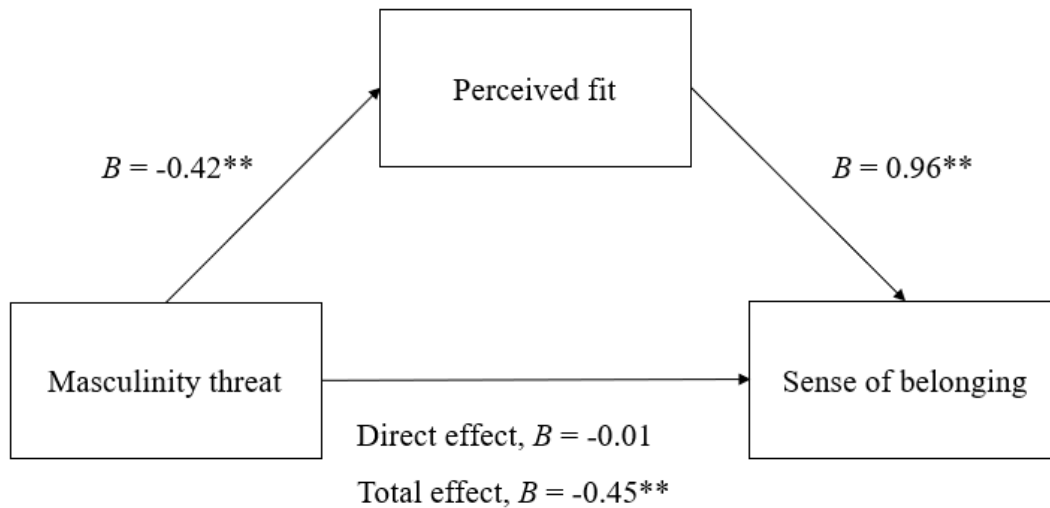 Perceived fit
B = -0.42**
B = 0.96**
Masculinity threat
Sense of belonging
Direct effect, B = -0.01
Total effect, B = -0.45**